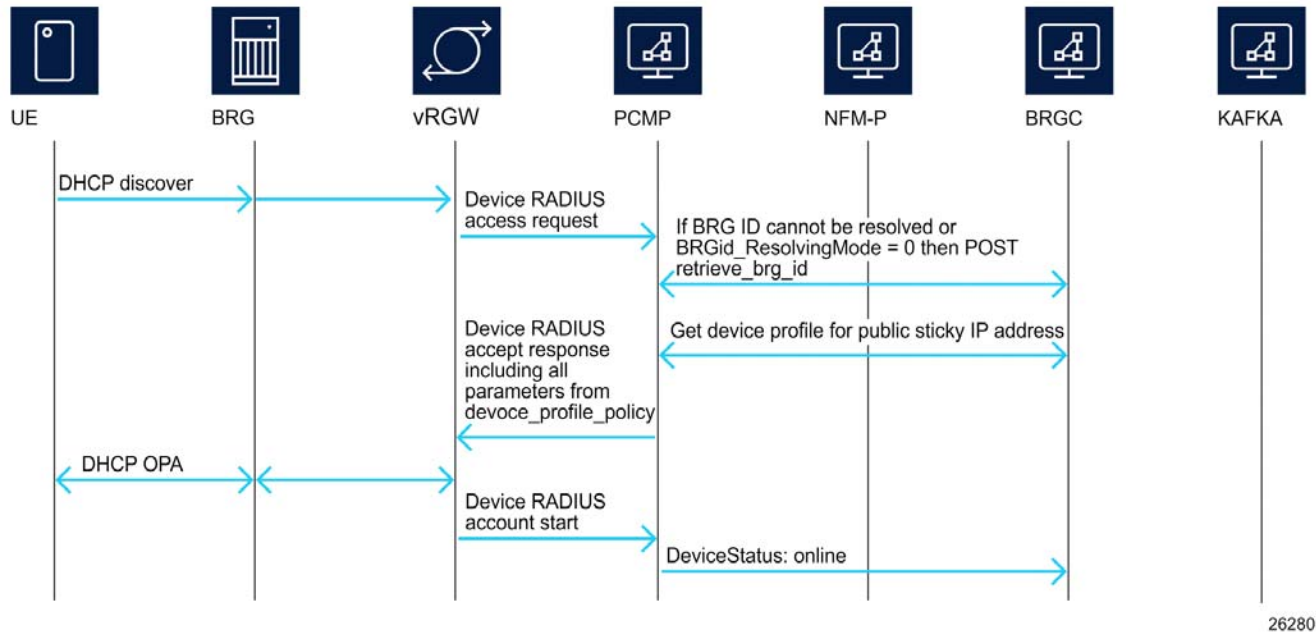 UE
BRG
vRGW
PCMP
NFM-P
BRGC
KAFKA
DHCP discover
Device RADIUS
access request
If BRG ID cannot be resolved or
BRGid_ResolvingMode = 0 then POST
retrieve_brg_id
Get device profile for public sticky IP address
Device RADIUS
accept response
including all
parameters from
devoce_profile_policy
DHCP OPA
Device RADIUS
account start
DeviceStatus: online
26280